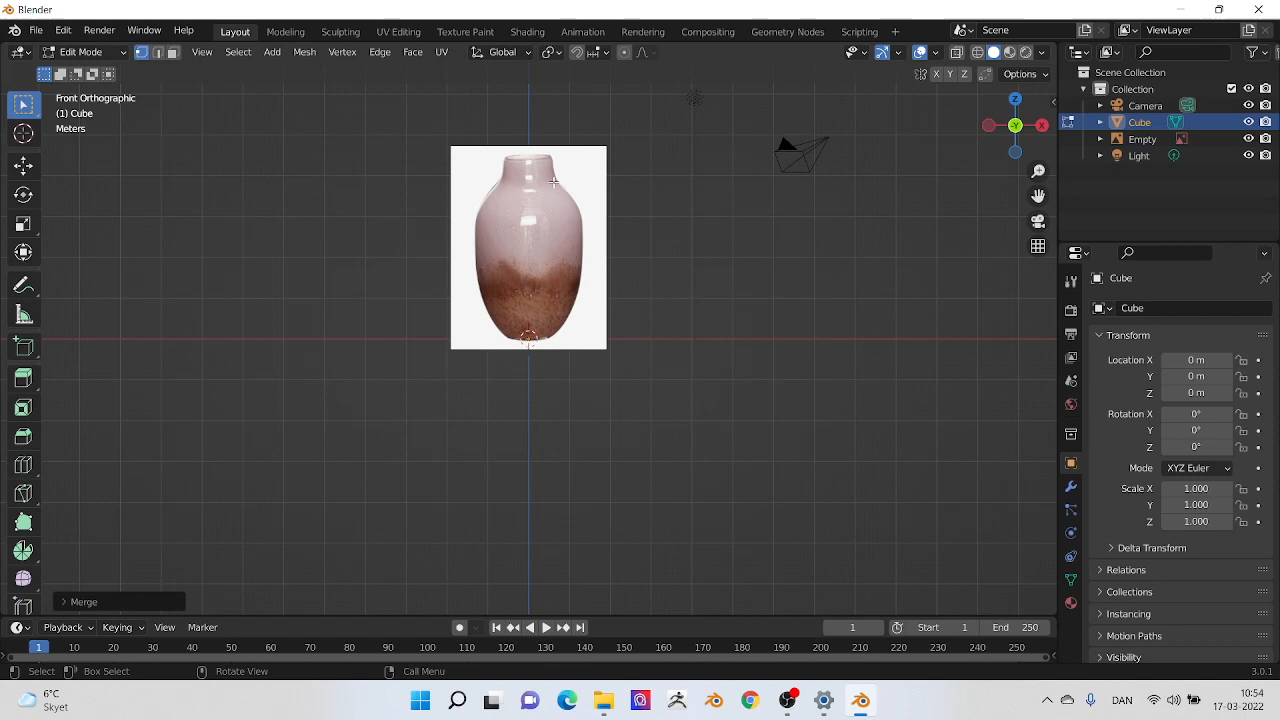 Blender
File Edit Render Window Help Layout Modeling Sculpting UV Editing Texture Paint Shading Animation Rendering Compositing Geometry Nodes Scripting + Scene ViewLayer
Edit Mode View Select Add Mesh Vertex Edge Face UV Global
X Y Z Options
Front Orthographic
(1) Cube
Meters
Z
-Y X
Scene Collection
Collection
Camera
Cube
Empty
Light
Cube
Cube
Transform
Location X 0 m
Y 0 m
Z 0 m
Rotation X 0°
Y 0°
Z 0°
Mode XYZ Euler
Scale X 1.000
Y 1.000
Z 1.000
Delta Transform
Relations
Collections
Instancing
Motion Paths
Visibility
Merge
Playback Keying View Marker 1 Start 1 End 250
1 10 20 30 40 50 60 70 80 90 100 110 120 130 140 150 160 170 180 190 200 210 220 230 240 250
Select Box Select Rotate View Call Menu 3.0.1
6°C
Skyet
DAN
10:54
17-03-2022